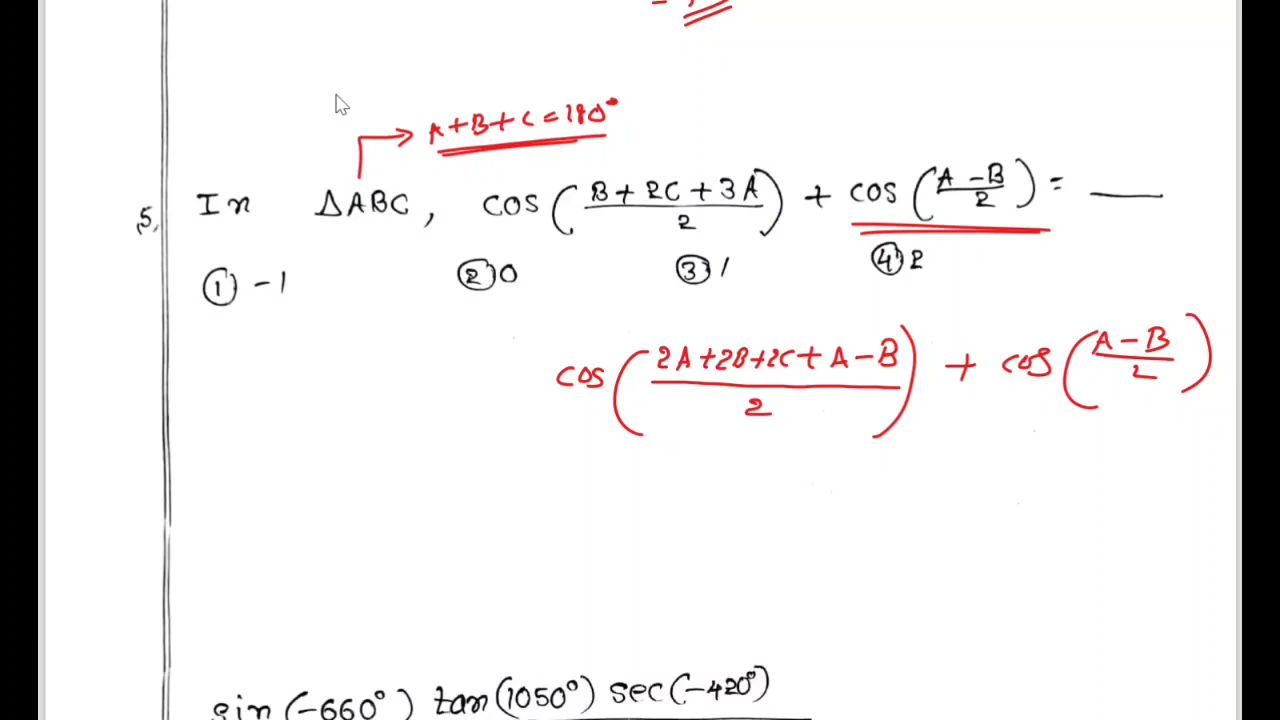 A+B+C=180°
5. In ΔABC, cos(B+2C+3A/2) + cos(A-B/2) = ___
① -1 ② 0 ③ 1 ④ 2
cos(2A+2B+2C+A-B/2) + cos(A-B/2)
sin(-660°) tan(1050°) sec(-420°)